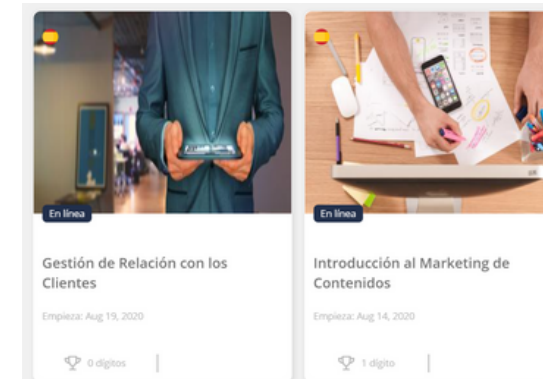 En línea
Gestión de Relación con los
Clientes
Empieza: Aug 19, 2020
0 dígitos
En línea
Introducción al Marketing de
Contenidos
Empieza: Aug 14, 2020
1 dígito